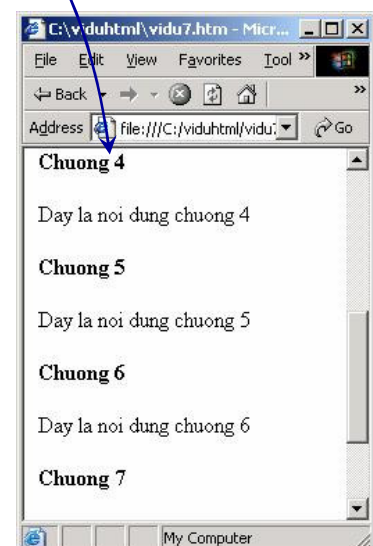 C:\viduhtml\vidu7.htm - Micr...
File Edit View Favorites Tool »
Back »
Address file:///C:/viduhtml/vidu7 Go
Chuong 4
Day la noi dung chuong 4
Chuong 5
Day la noi dung chuong 5
Chuong 6
Day la noi dung chuong 6
Chuong 7
My Computer